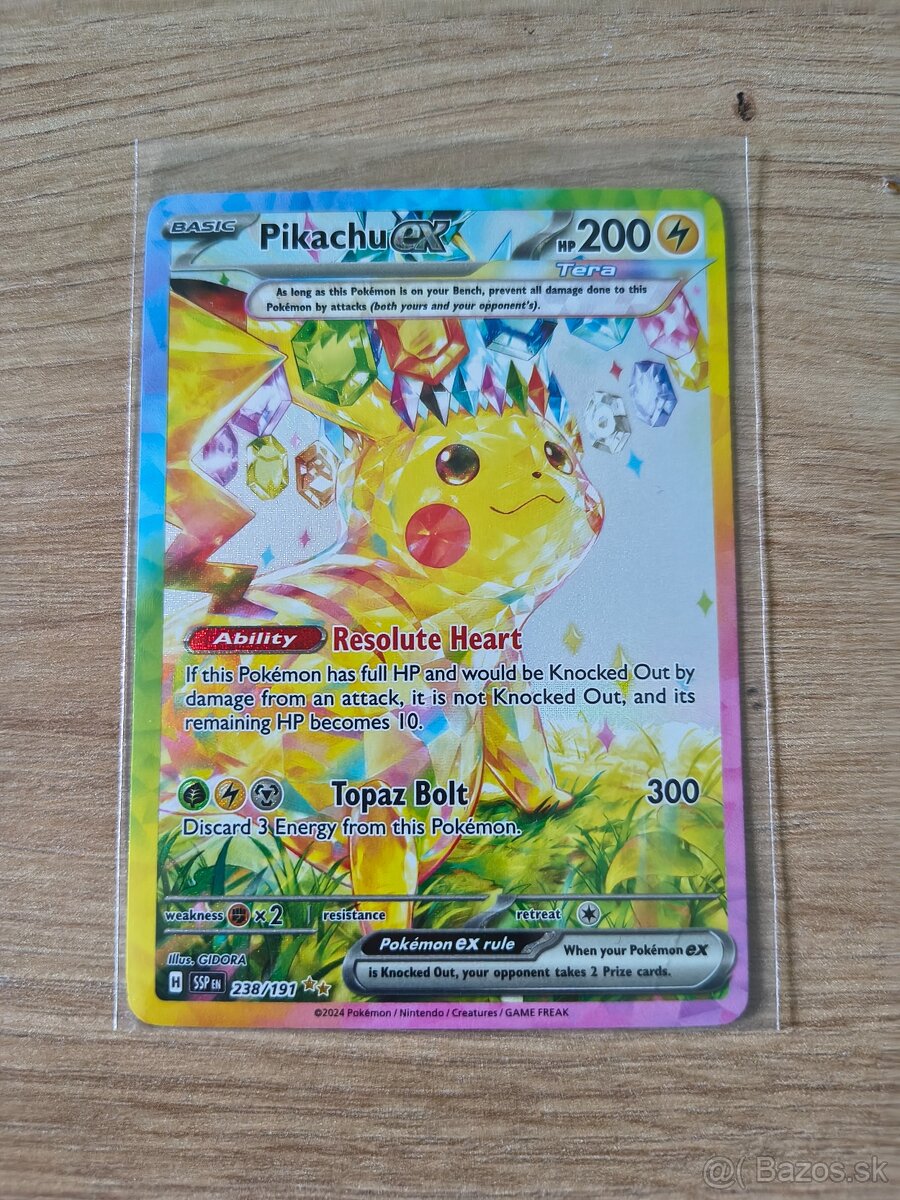 BASIC Pikachu ex HP 200
Tera
As long as this Pokémon is on your Bench, prevent all damage done to this
Pokémon by attacks (both yours and your opponent's).
Ability Resolute Heart
If this Pokémon has full HP and would be Knocked Out by
damage from an attack, it is not Knocked Out, and its
remaining HP becomes 10.
Topaz Bolt 300
Discard 3 Energy from this Pokémon.
weakness ×2 resistance retreat
Illus. GIDORA
Pokémon ex rule When your Pokémon ex
is Knocked Out, your opponent takes 2 Prize cards.
H SSP EN 238/191
©2024 Pokémon / Nintendo / Creatures / GAME FREAK
@( Bazos.sk